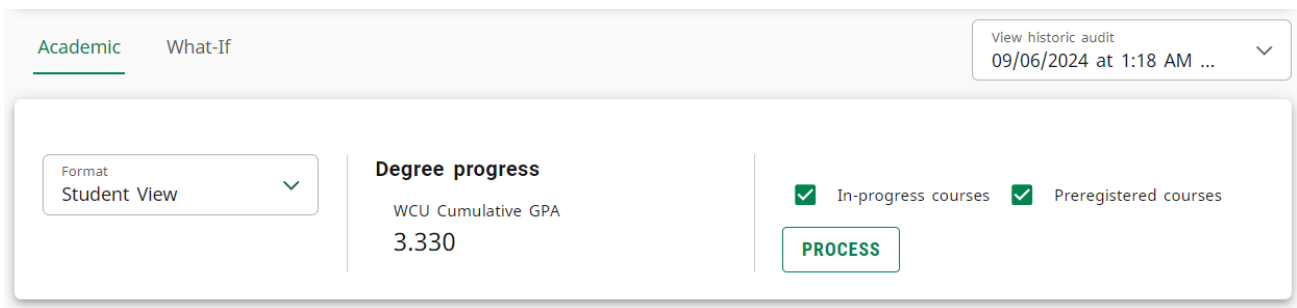 Academic What-If
View historic audit
09/06/2024 at 1:18 AM ...
Format
Student View
Degree progress
WCU Cumulative GPA
3.330
In-progress courses Preregistered courses
PROCESS